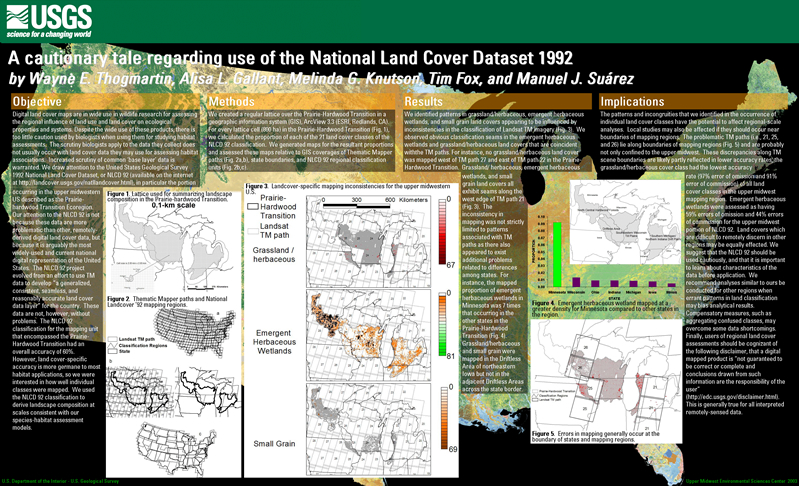 USGS
science for a changing world
A cautionary tale regarding use of the National Land Cover Dataset 1992
by Wayne E. Thogmartin, Alisa L. Gallant, Melinda G. Knutson, Tim Fox, and Manuel J. Suárez
Objective
Digital land cover maps are in wide use in wildlife research for assessing
the regional influence of land use and land cover on ecological
properties and systems. Despite the wide use of these products, there is
too little caution used by biologists when using them for studying habitat
associations. The scrutiny biologists apply to the data they collect does
not usually occur with land cover data they may use for assessing habitat
associations. Increased scrutiny of common 'base layer' data is
warranted. We draw attention to the United States Geological Survey
1992 National Land Cover Dataset, or NLCD 92 (available on the internet
at http://landcover.usgs.gov/natllandcover.html), in particular the portion
occurring in the upper midwestern
US described as the Prairie-
hardwood Transition Ecoregion.
Our attention to the NLCD 92 is not
because these data are more
problematic than other, remotely-
derived digital land cover data, but
because it is arguably the most
widely-used and current national
digital representation of the United
States. The NLCD 92 project
evolved from an effort to use TM
data to develop "a generalized,
consistent, seamless, and
reasonably accurate land cover
data layer" for the country. These
data are not, however, without
problems. The NLCD 92
classification for the mapping unit
that encompassed the Prairie-
Hardwood Transition had an
overall accuracy of 60%.
However, land cover-specific
accuracy is more germane to most
habitat applications, so we were
interested in how well individual
classes were mapped. We used
the NLCD 92 classification to
derive landscape composition at
scales consistent with our
species-habitat assessment
models.
Figure 1. Lattice used for summarizing landscape
composition in the Prairie-hardwood Transition.
0.1-km scale
Figure 2. Thematic Mapper paths and National
Landcover '92 mapping regions.
a
Landsat TM path
Classification Regions
State
b
c
Methods
We created a regular lattice over the Prairie-Hardwood Transition in a
geographic information system (GIS), ArcView 3.3 (ESRI, Redlands, CA).
For every lattice cell (800 ha) in the Prairie-Hardwood Transition (Fig. 1),
we calculated the proportion of each of the 21 land cover classes of the
NLCD 92 classification. We generated maps for the resultant proportions
and assessed these maps relative to GIS coverages of Thematic Mapper
paths (Fig. 2a,b), state boundaries, and NLCD 92 regional classification
units (Fig. 2b,c).
Figure 3. Landcover-specific mapping inconsistencies for the upper midwestern
U.S.
0 300 600 Kilometers
Prairie-
Hardwood
Transition
Landsat
TM path
Grassland /
herbaceous
0
67
Emergent
Herbaceous
Wetlands
0
81
Small Grain
0
69
Results
We identified patterns in grassland/herbaceous, emergent herbaceous
wetlands, and small grain land covers appearing to be influenced by
inconsistencies in the classification of Landsat TM imagery (Fig. 3). We
observed obvious classification seams in the emergent herbaceous
wetlands and grassland/herbaceous land covers that are coincident
with the TM paths. For instance, no grassland/herbaceous land cover
was mapped west of TM path 27 and east of TM path 22 in the Prairie-
Hardwood Transition. Grassland/ herbaceous, emergent herbaceous
wetlands, and small
grain land covers all
exhibit seams along the
west edge of TM path 27
(Fig. 3). The
inconsistency in
mapping was not strictly
limited to patterns
associated with TM
paths as there also
appeared to exist
additional problems
related to differences
among states. For
instance, the mapped
proportion of emergent
herbaceous wetlands in
Minnesota was 7 times
that occurring in the
other states in the
Prairie-Hardwood
Transition (Fig. 4).
Grassland/herbaceous
and small grain were
mapped in the Driftless
Area of northeastern
Iowa but not in the
adjacent Driftless Areas
across the state border.
Implications
The patterns and incongruities that we identified in the occurrence of
individual land cover classes have the potential to affect regional-scale
analyses. Local studies may also be affected if they should occur near
boundaries of mapping regions. The problematic TM paths (i.e., 21, 25,
and 26) lie along boundaries of mapping regions (Fig. 5) and are probably
not only confined to the upper midwest. These discrepancies along TM
scene boundaries are likely partly reflected in lower accuracy rates; the
grassland/herbaceous cover class had the lowest accuracy
rate (97% error of omission and 91%
error of commission) of all land
cover classes in the upper midwest
mapping region. Emergent herbaceous
wetlands were assessed as having
59% errors of omission and 44% errors
of commission for the upper midwest
portion of NLCD 92. Land covers which
are difficult to remotely discern in other
regions may be equally effected. We
suggest that the NLCD 92 should be
used cautiously, and that it is important
to learn about characteristics of the
data before application. We
recommend analyses similar to ours be
conducted for other regions when
errant patterns in land classification
may bias analytical results.
Compensatory measures, such as
aggregating confused classes, may
overcome some data shortcomings.
Finally, users of regional land cover
assessments should be cognizant of
the following disclaimer, that a digital
mapped product is "not guaranteed to
be correct or complete and
conclusions drawn from such
information are the responsibility of the
user"
(http://edc.usgs.gov/disclaimer.html).
This is generally true for all interpreted
remotely-sensed data.
PROPORTION
Minnesota Wisconsin Ohio Indiana Michigan Iowa Illinois
STATE
Figure 4. Emergent herbaceous wetland mapped at a
greater density for Minnesota compared to other states in
the region.
Prairie-Hardwood Transition
Classification Regions
Landsat TM path
Figure 5. Errors in mapping generally occur at the
boundary of states and mapping regions.
U.S. Department of the Interior - U.S. Geological Survey
Upper Midwest Environmental Sciences Center 2003